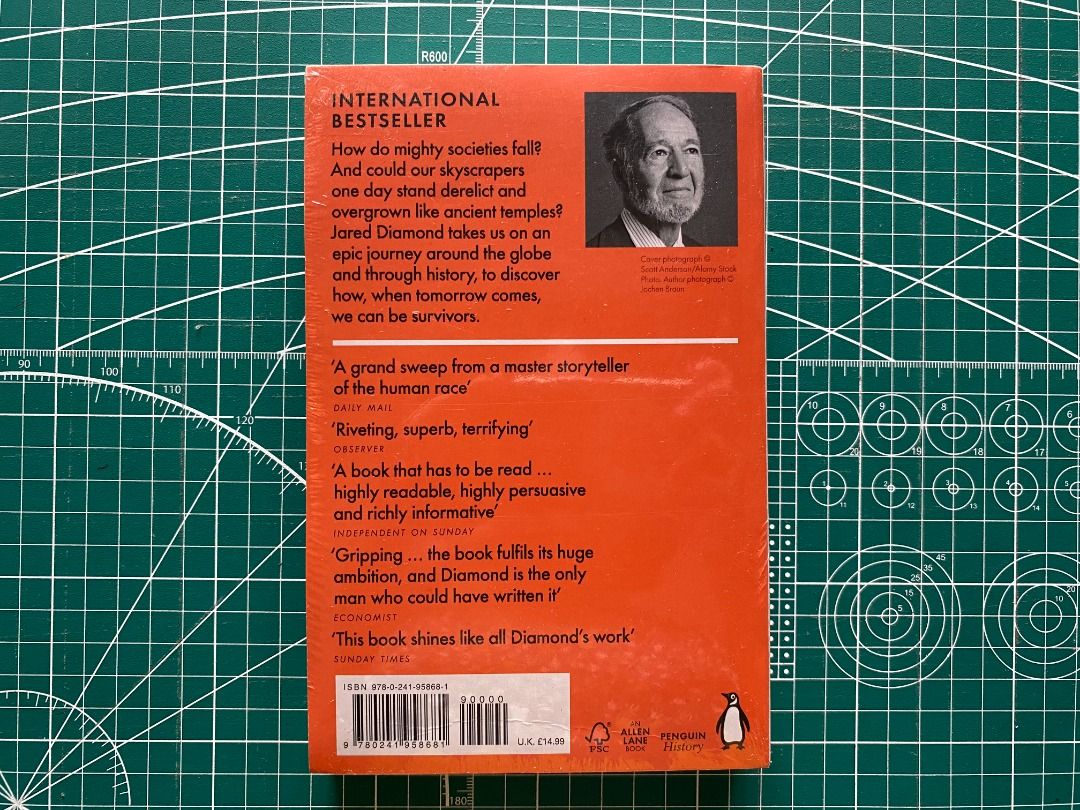 R600
INTERNATIONAL
BESTSELLER
How do mighty societies fall?
And could our skyscrapers
one day stand derelict and
overgrown like ancient temples?
Jared Diamond takes us on an
epic journey around the globe
and through history, to discover
how, when tomorrow comes,
we can be survivors.
Cover photograph ©
Scott Anderson/Alamy Stock
Photo. Author photograph ©
Jochen Braun
'A grand sweep from a master storyteller
of the human race'
DAILY MAIL
'Riveting, superb, terrifying'
OBSERVER
'A book that has to be read ...
highly readable, highly persuasive
and richly informative'
INDEPENDENT ON SUNDAY
'Gripping ... the book fulfils its huge
ambition, and Diamond is the only
man who could have written it'
ECONOMIST
'This book shines like all Diamond's work'
SUNDAY TIMES
ISBN 978-0-241-95868-1
90000
9 780241 958681
U.K. £14.99
FSC
AN
ALLEN
LANE
BOOK
PENGUIN
History
90
100
110
120
180
10 9 8 7 6
20 19 18 17
1 2 3 4 5
11 12 13 14
45
35
25
15
5
20
10